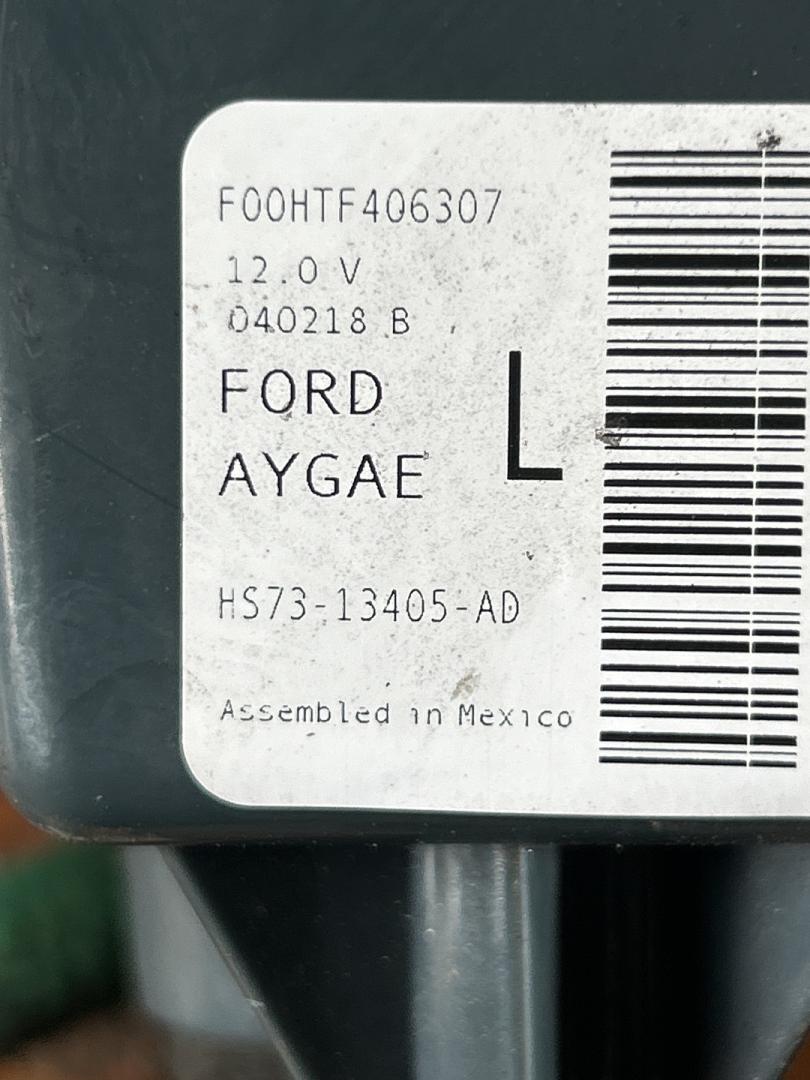 F00HTF406307
12.0 V
040218 B
FORD
L
AYGAE
HS73-13405-AD
Assembled in Mexico